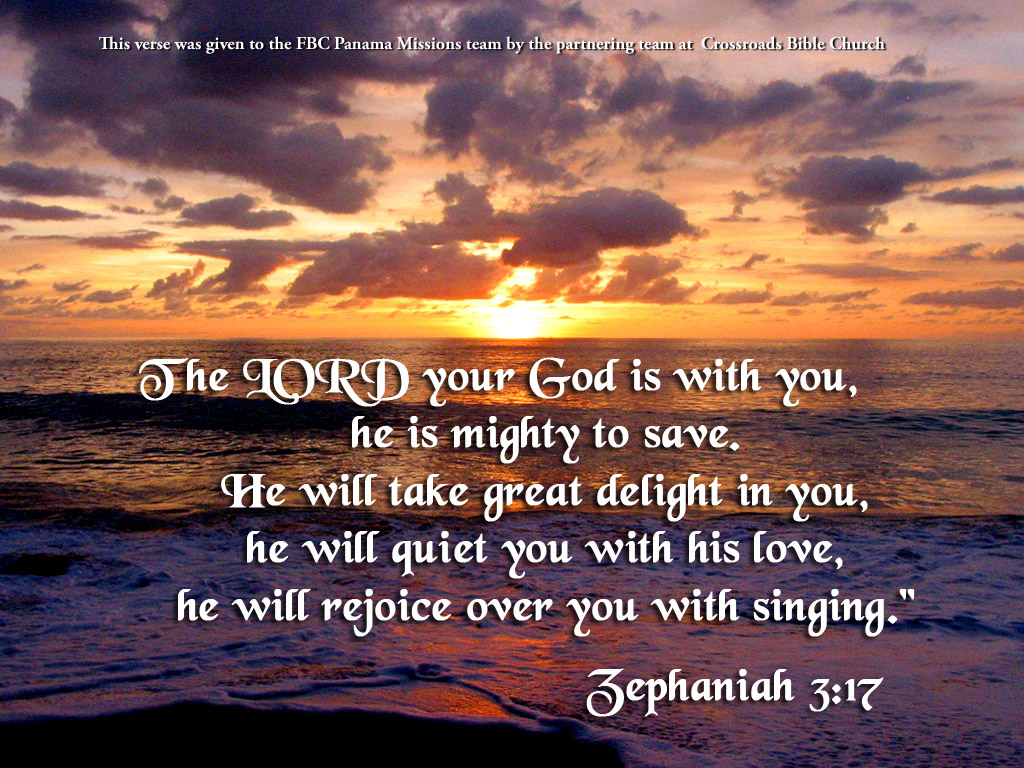 This verse was given to the FBC Panama Missions team by the partnering team at Crossroads Bible Church
The LORD your God is with you,
he is mighty to save.
He will take great delight in you,
he will quiet you with his love,
he will rejoice over you with singing."
Zephaniah 3:17